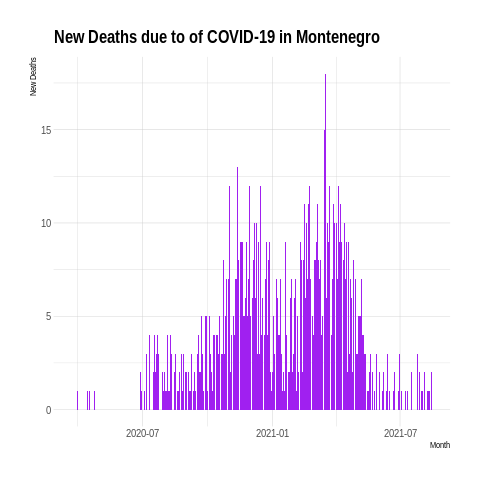 New Deaths due to of COVID-19 in Montenegro
New Deaths
15
10
5
0
2020-07
2021-01
2021-07
Month